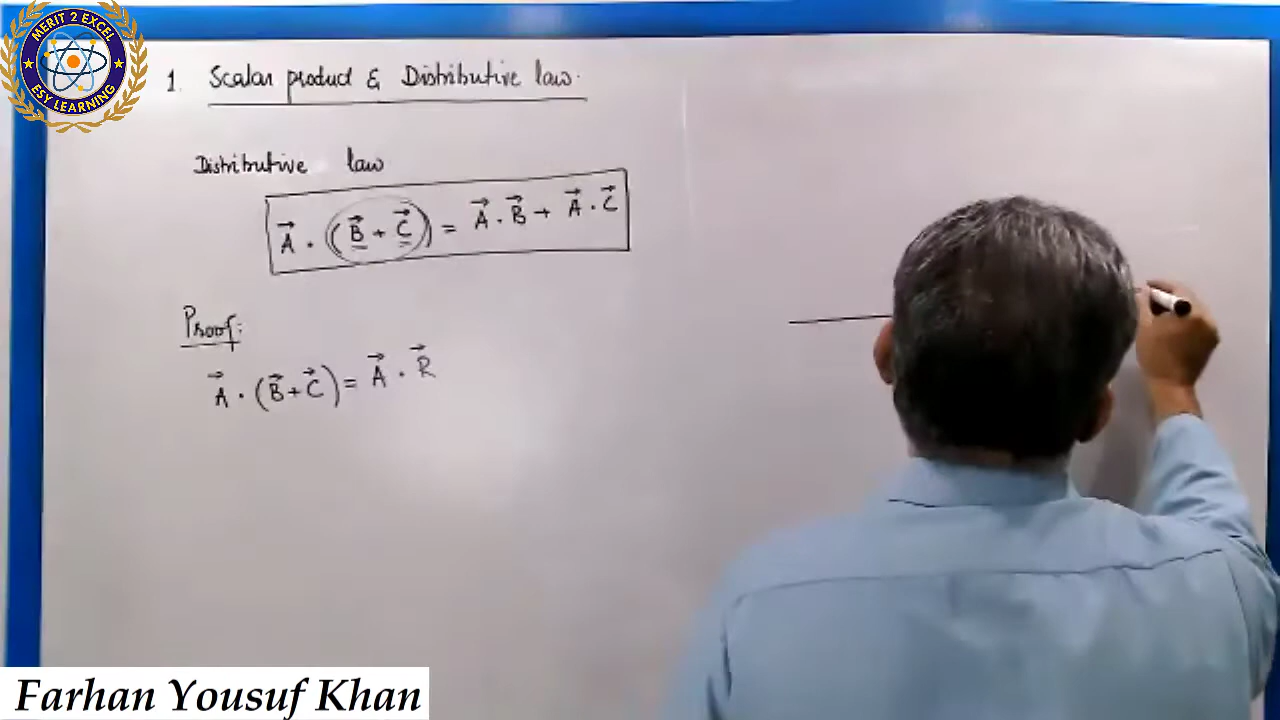 MERIT 2 EXCEL
ESY LEARNING
1. Scalar product & Distributive law.
Distributive law
A⃗ · (B⃗ + C⃗) = A⃗ · B⃗ + A⃗ · C⃗
Proof:
A⃗ · (B⃗ + C⃗) = A⃗ · R⃗
Farhan Yousuf Khan